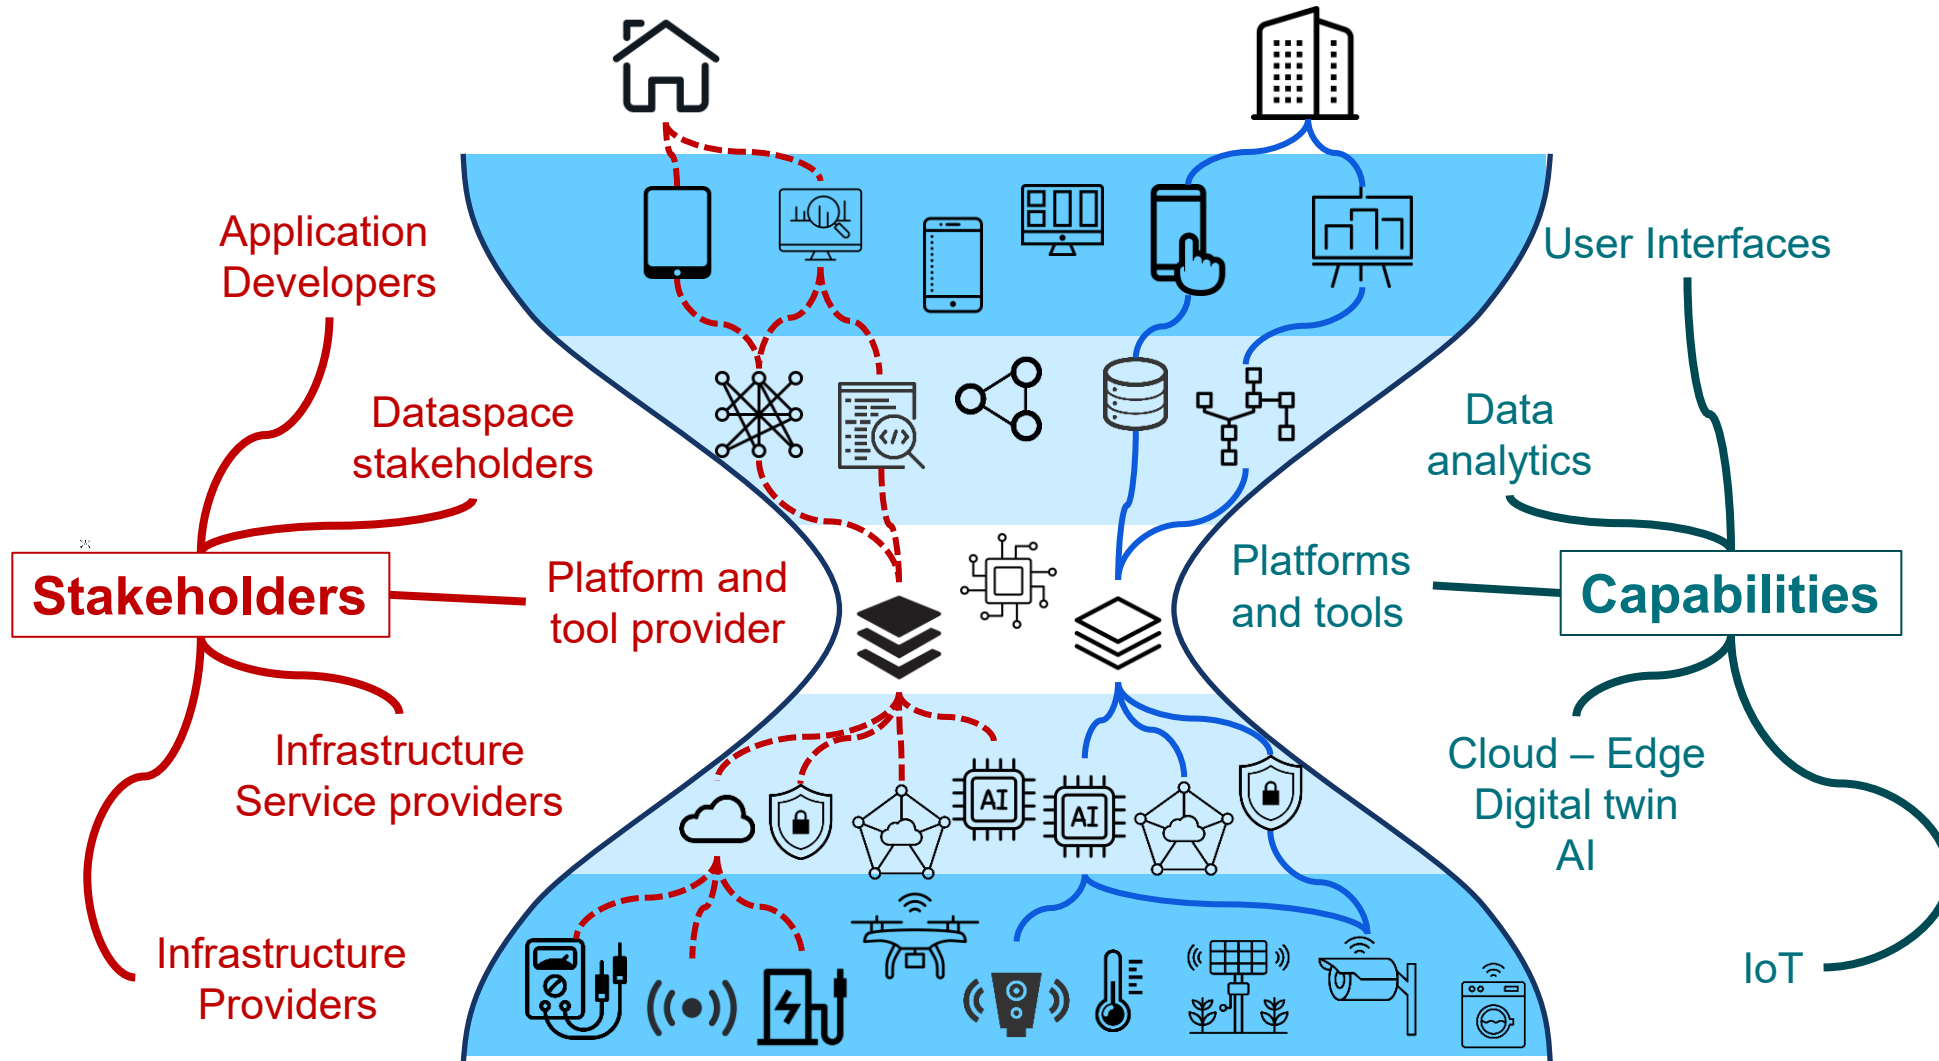 Application
Developers
Dataspace
stakeholders
Stakeholders
Platform and
tool provider
Infrastructure
Service providers
Infrastructure
Providers
User Interfaces
Data
analytics
Platforms
and tools
Capabilities
Cloud – Edge
Digital twin
AI
IoT
</>
AI
AI